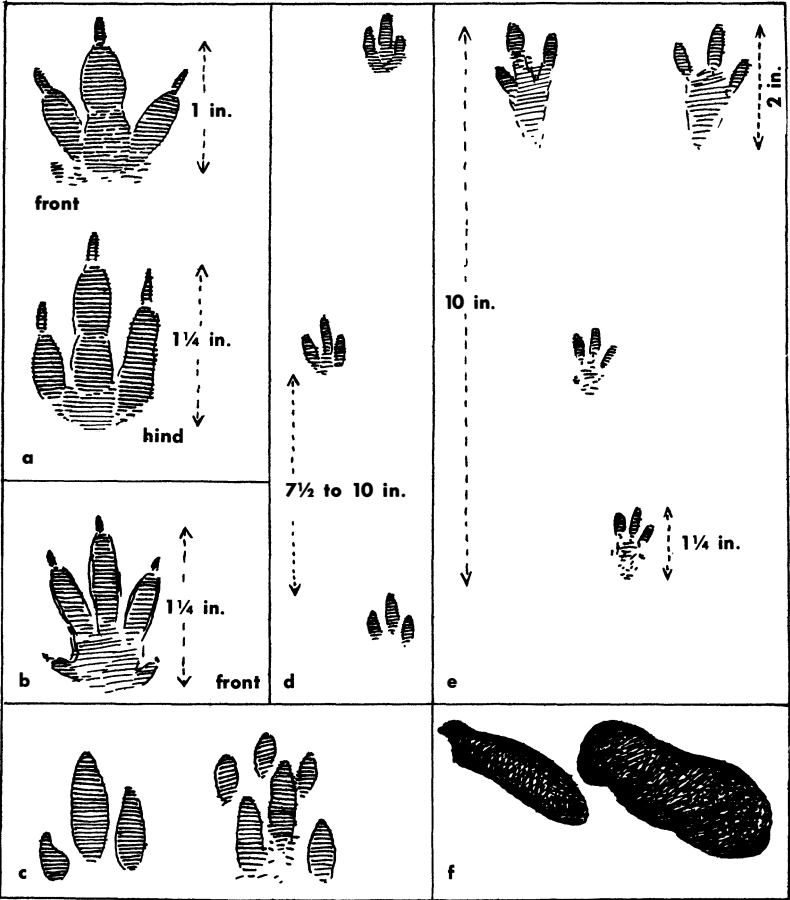 1 in.
front
1¼ in.
hind
a
1¼ in.
b
front
7½ to 10 in.
d
10 in.
2 in.
1¼ in.
e
c
f